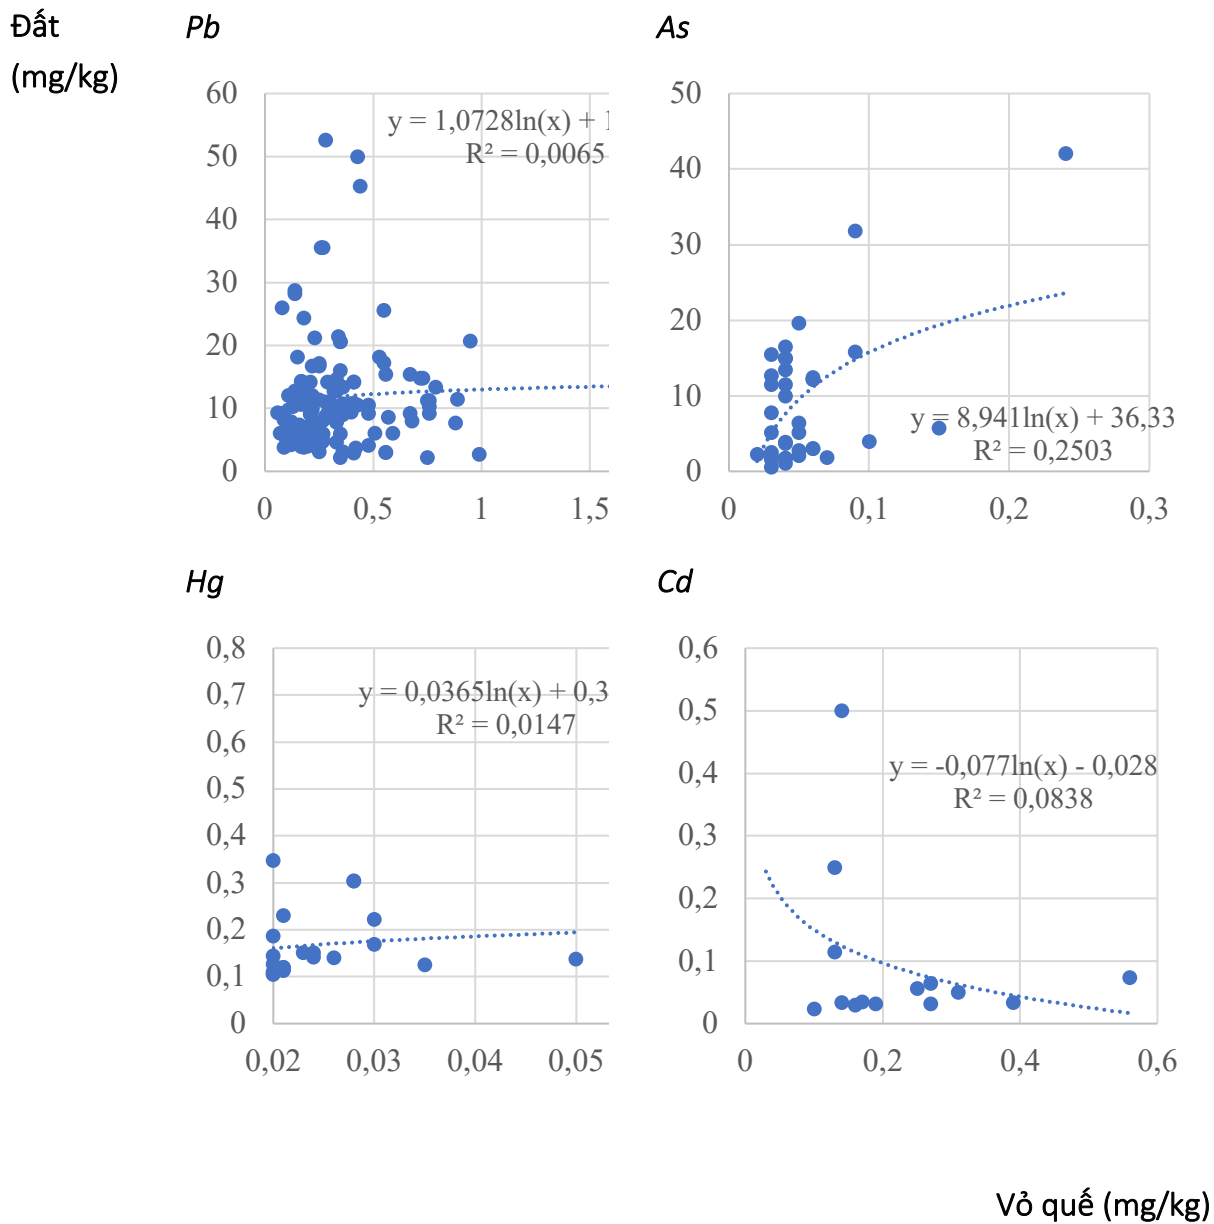 Đất
(mg/kg)
Pb
60
50
40
30
20
10
0
0 0,5 1 1,5
y = 1,0728ln(x) + 1
R² = 0,0065
As
50
40
30
20
10
0
0 0,1 0,2 0,3
y = 8,941ln(x) + 36,33
R² = 0,2503
Hg
0,8
0,7
0,6
0,5
0,4
0,3
0,2
0,1
0
0,02 0,03 0,04 0,05
y = 0,0365ln(x) + 0,3
R² = 0,0147
Cd
0,6
0,5
0,4
0,3
0,2
0,1
0
0 0,2 0,4 0,6
y = -0,077ln(x) - 0,028
R² = 0,0838
Vỏ quế (mg/kg)